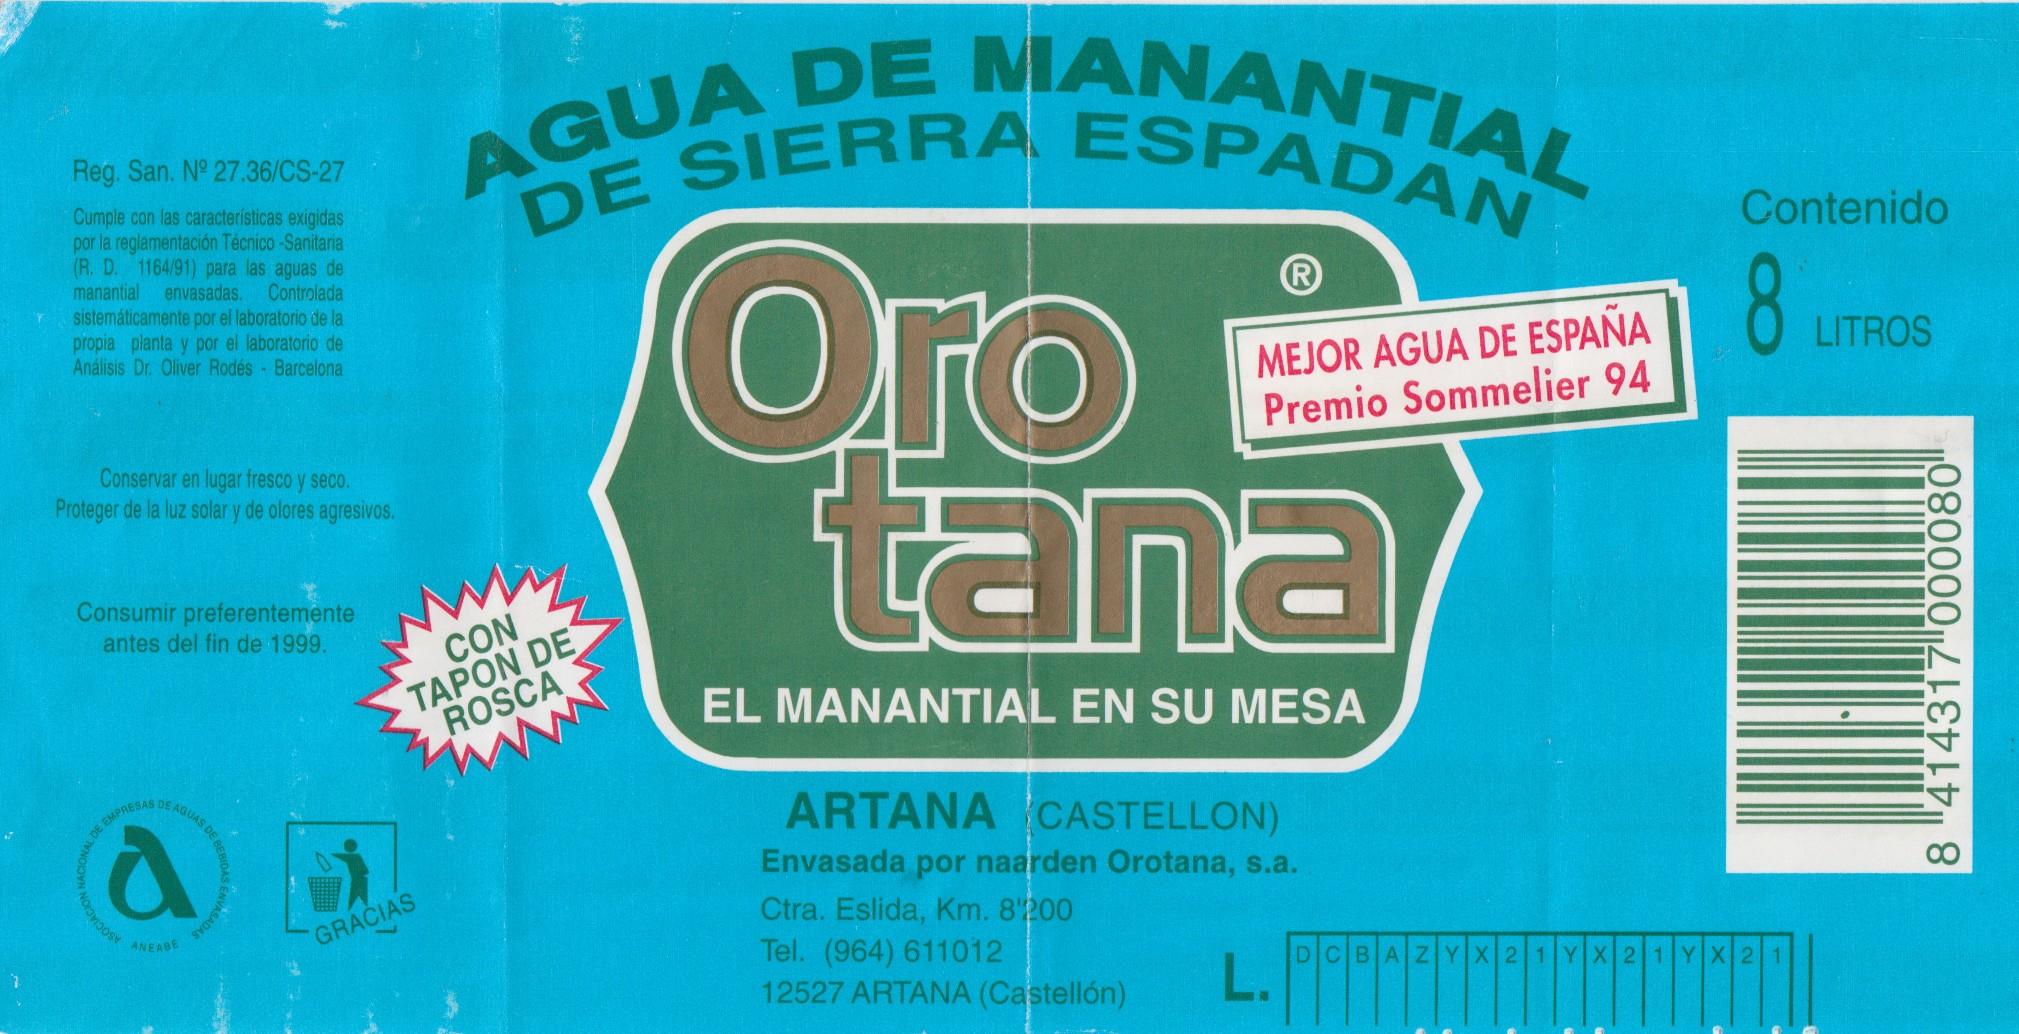 AGUA DE MANANTIAL
DE SIERRA ESPADAN
Reg. San. Nº 27.36/CS-27
Cumple con las características exigidas
por la reglamentación Técnico -Sanitaria
(R. D. 1164/91) para las aguas de
manantial envasadas. Controlada
sistemáticamente por el laboratorio de la
propia planta y por el laboratorio de
Análisis Dr. Oliver Rodés - Barcelona
Conservar en lugar fresco y seco.
Proteger de la luz solar y de olores agresivos.
Consumir preferentemente
antes del fin de 1999.
CON
TAPON DE
ROSCA
ASOCIACION NACIONAL DE EMPRESAS DE AGUAS DE BEBIDAS ENVASADAS
ANEABE
GRACIAS
Oro
®
tana
EL MANANTIAL EN SU MESA
MEJOR AGUA DE ESPAÑA
Premio Sommelier 94
ARTANA (CASTELLON)
Envasada por naarden Orotana, s.a.
Ctra. Eslida, Km. 8'200
Tel. (964) 611012
12527 ARTANA (Castellón)
Contenido
8 LITROS
8 414317 000080
L. D C B A Z Y X 2 1 Y X 2 1 Y X 2 1